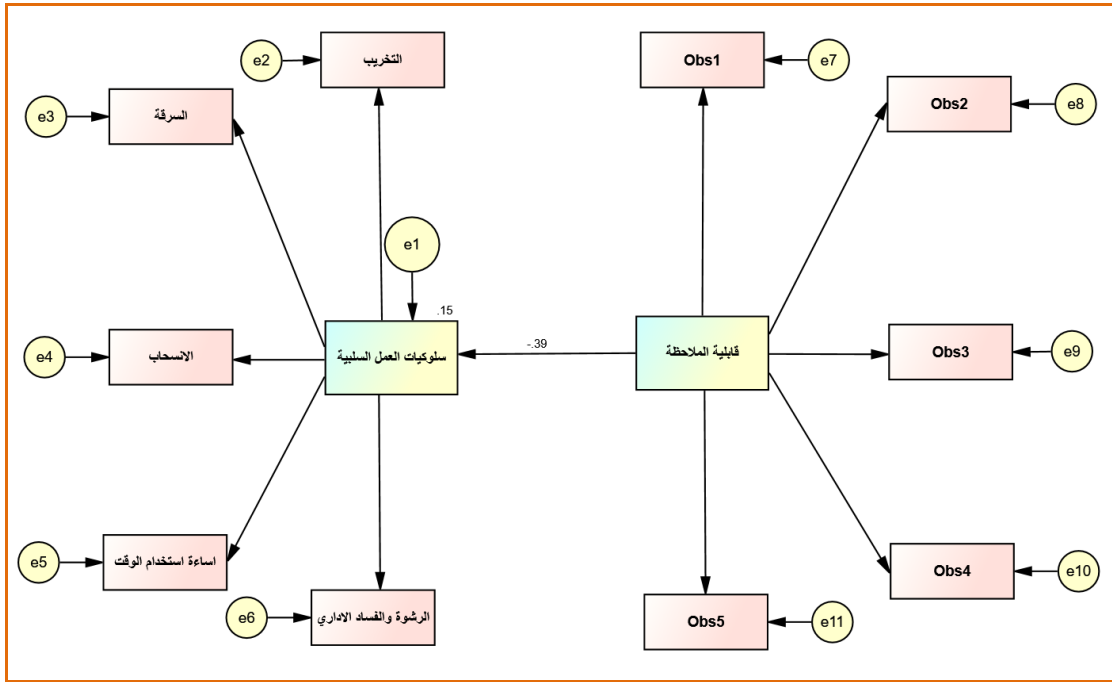 التخريب
e2
Obs1
e7
السرقة
e3
Obs2
e8
e1
.15
سلوكيات العمل السلبية
-.39
قابلية الملاحظة
الانسحاب
e4
Obs3
e9
اساءة استخدام الوقت
e5
Obs4
e10
الرشوة والفساد الاداري
e6
Obs5
e11